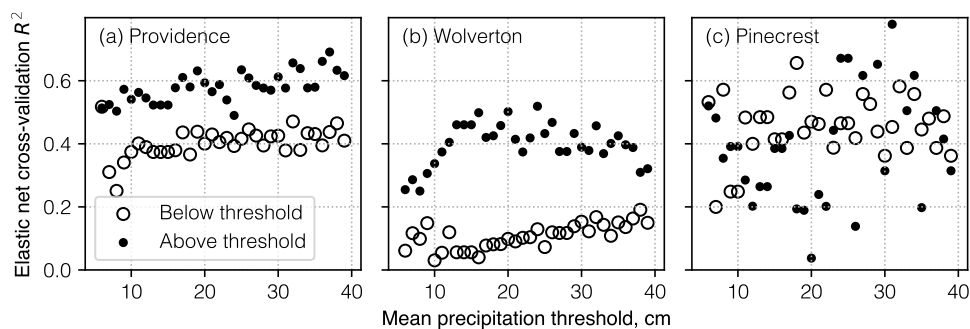 Elastic net cross-validation R²
(a) Providence
(b) Wolverton
(c) Pinecrest
0.6
0.4
0.2
0.0
Below threshold
Above threshold
10 20 30 40
10 20 30 40
10 20 30 40
Mean precipitation threshold, cm